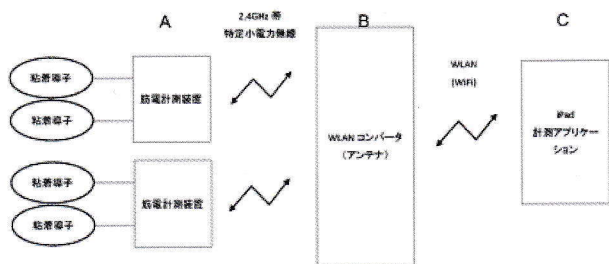 A
2.4GHz 帯
特定小電力無線
B
C
粘着導子
粘着導子
筋電計測装置
粘着導子
粘着導子
筋電計測装置
WLAN コンバータ
(アンテナ)
WLAN
(WiFi)
iPad
計測アプリケー
ション